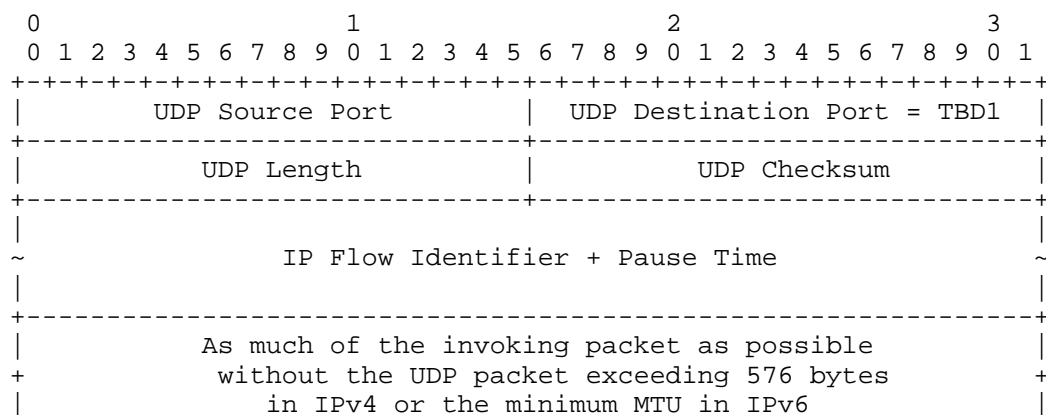 0                   1                   2                   3
0 1 2 3 4 5 6 7 8 9 0 1 2 3 4 5 6 7 8 9 0 1 2 3 4 5 6 7 8 9 0 1
+-+-+-+-+-+-+-+-+-+-+-+-+-+-+-+-+-+-+-+-+-+-+-+-+-+-+-+-+-+-+-+-+
|        UDP Source Port        |  UDP Destination Port = TBD1  |
+-------------------------------+-------------------------------+
|           UDP Length          |          UDP Checksum         |
+-------------------------------+-------------------------------+
|                                                               |
~                IP Flow Identifier + Pause Time                ~
|                                                               |
+---------------------------------------------------------------+
|           As much of the invoking packet as possible          |
+            without the UDP packet exceeding 576 bytes         +
|               in IPv4 or the minimum MTU in IPv6              |